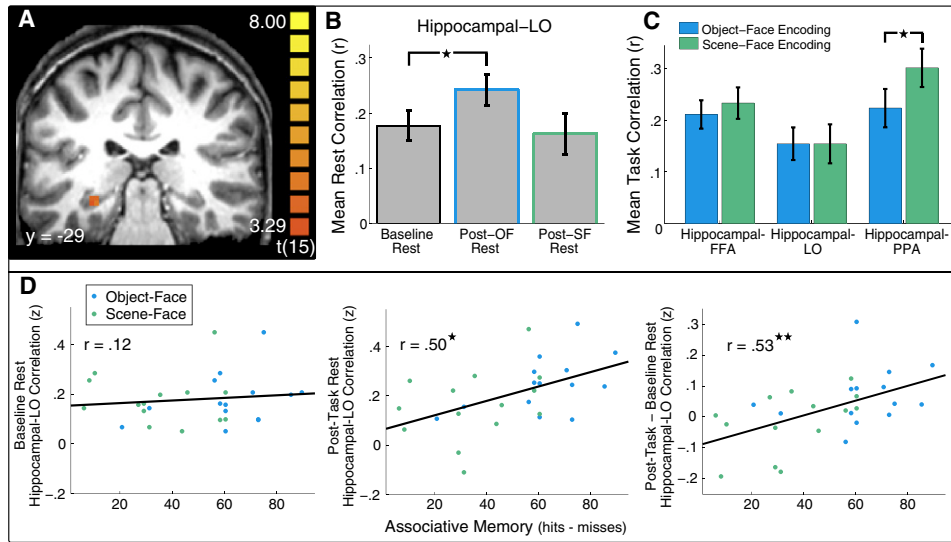 A
8.00
3.29
y = -29
t(15)
B
Hippocampal-LO
Mean Rest Correlation (r)
.3
.2
.1
0
★
Baseline Rest
Post-OF Rest
Post-SF Rest
C
Object-Face Encoding
Scene-Face Encoding
Mean Task Correlation (r)
.3
.2
.1
0
★
Hippocampal-FFA
Hippocampal-LO
Hippocampal-PPA
D
Object-Face
Scene-Face
Baseline Rest
Hippocampal-LO Correlation (z)
.4
.2
0
-.2
r = .12
20 40 60 80
Post-Task Rest
Hippocampal-LO Correlation (z)
.4
.2
0
-.2
r = .50★
20 40 60 80
Associative Memory (hits - misses)
Post-Task - Baseline Rest
Hippocampal-LO Correlation (z)
.3
.2
.1
0
-.1
-.2
r = .53★★
20 40 60 80